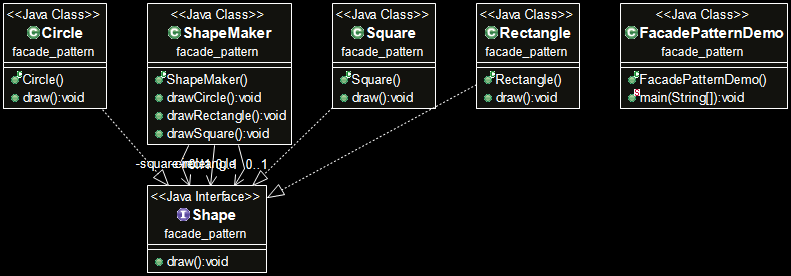 <<Java Class>>
Circle
facade_pattern
Circle()
draw():void
<<Java Class>>
ShapeMaker
facade_pattern
ShapeMaker()
drawCircle():void
drawRectangle():void
drawSquare():void
<<Java Class>>
Square
facade_pattern
Square()
draw():void
<<Java Class>>
Rectangle
facade_pattern
Rectangle()
draw():void
<<Java Class>>
FacadePatternDemo
facade_pattern
FacadePatternDemo()
main(String[]):void
-square
rectangle
0..1
<<Java Interface>>
Shape
facade_pattern
draw():void